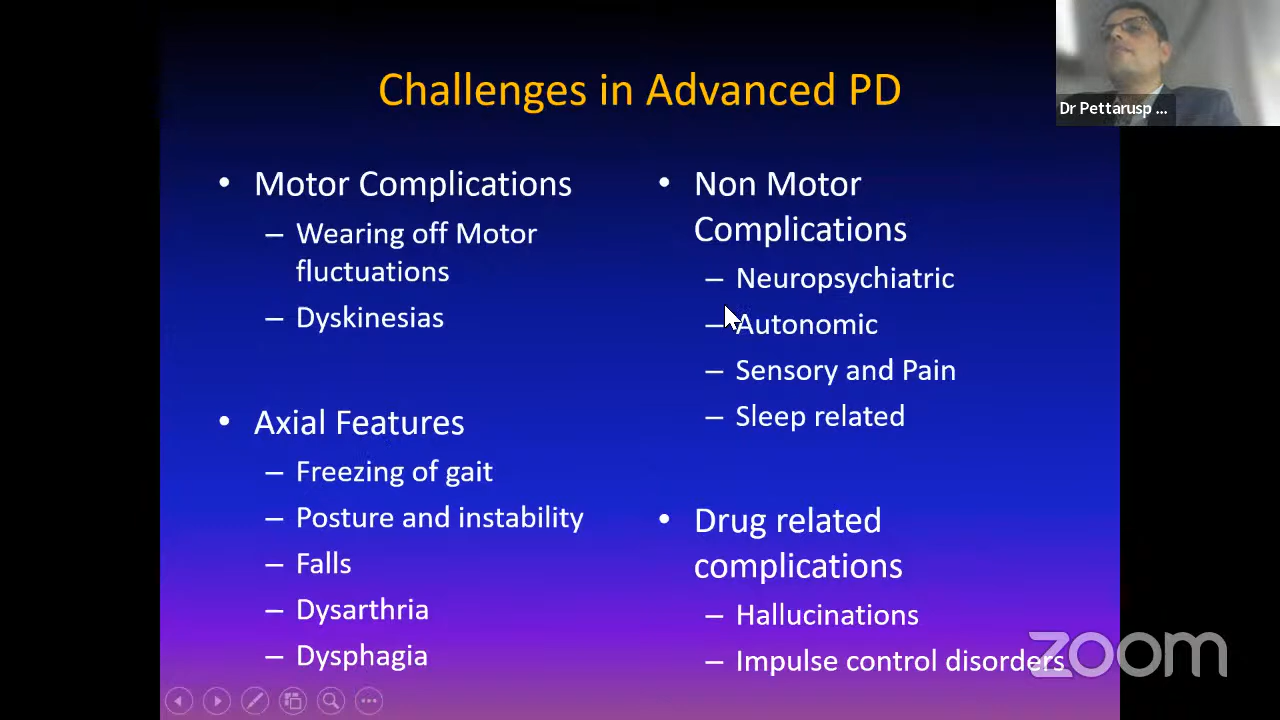 Challenges in Advanced PD
Dr Pettarusp ...
• Motor Complications
– Wearing off Motor
fluctuations
– Dyskinesias
• Axial Features
– Freezing of gait
– Posture and instability
– Falls
– Dysarthria
– Dysphagia
• Non Motor
Complications
– Neuropsychiatric
– Autonomic
– Sensory and Pain
– Sleep related
• Drug related
complications
– Hallucinations
– Impulse control disorders
zoom